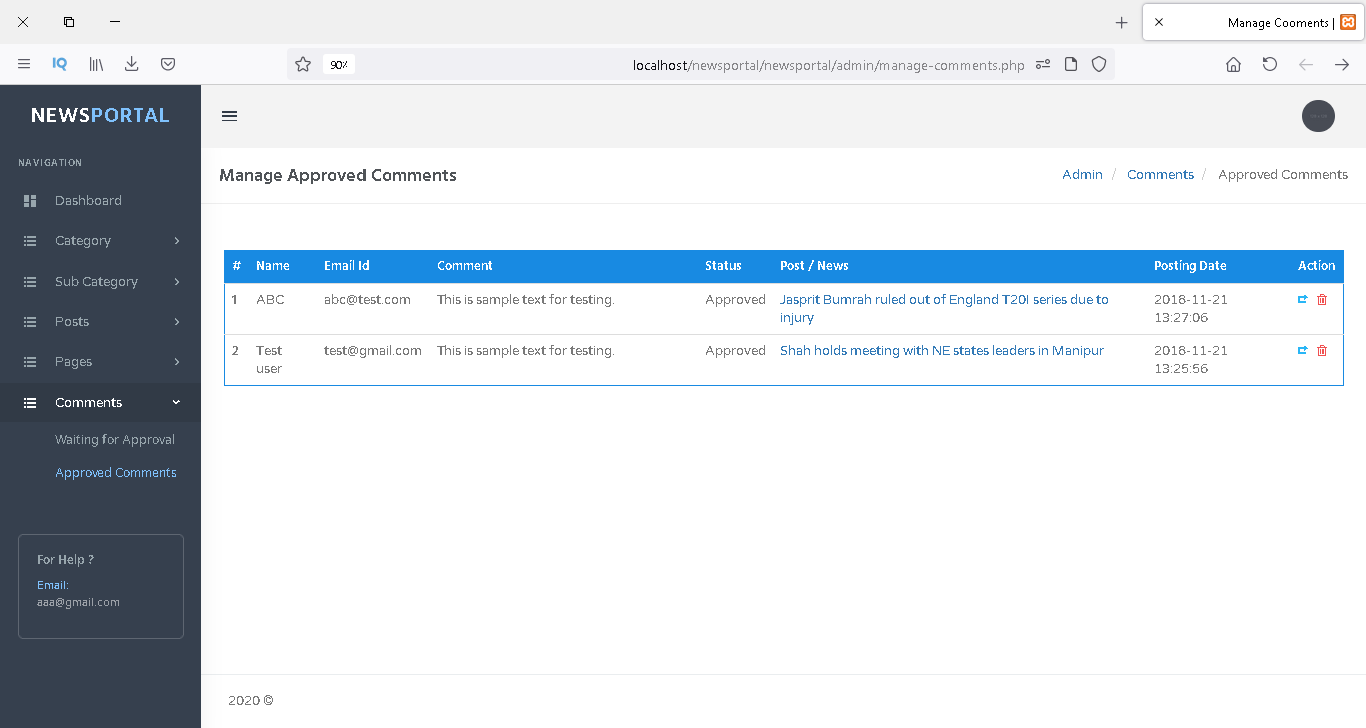 Manage Cooments |
90%
localhost/newsportal/newsportal/admin/manage-comments.php
IQ
NEWSPORTAL
NAVIGATION
Dashboard
Category
Sub Category
Posts
Pages
Comments
Waiting for Approval
Approved Comments
For Help ?
Email:
aaa@gmail.com
Manage Approved Comments
Admin / Comments / Approved Comments
# Name Email Id Comment Status Post / News Posting Date Action
1 ABC abc@test.com This is sample text for testing. Approved Jasprit Bumrah ruled out of England T20I series due to 2018-11-21
injury 13:27:06
2 Test test@gmail.com This is sample text for testing. Approved Shah holds meeting with NE states leaders in Manipur 2018-11-21
user 13:25:56
2020 ©